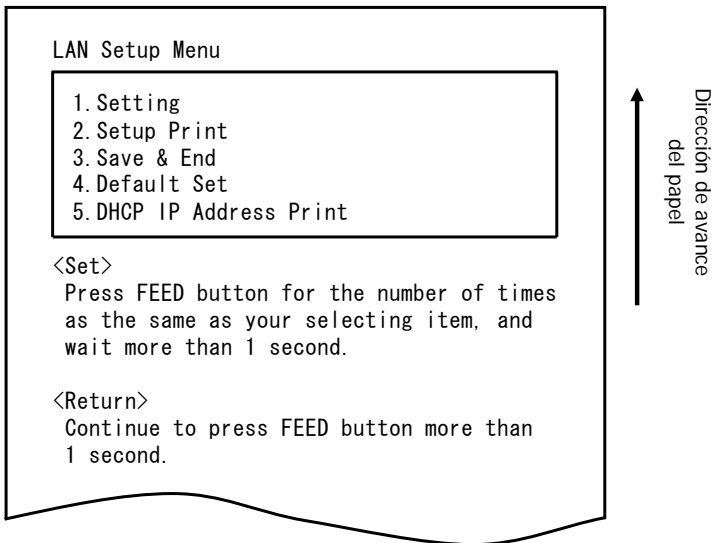 LAN Setup Menu
1.Setting
2.Setup Print
3.Save & End
4.Default Set
5.DHCP IP Address Print
<Set>
Press FEED button for the number of times
as the same as your selecting item, and
wait more than 1 second.
<Return>
Continue to press FEED button more than
1 second.
Dirección de avance
del papel